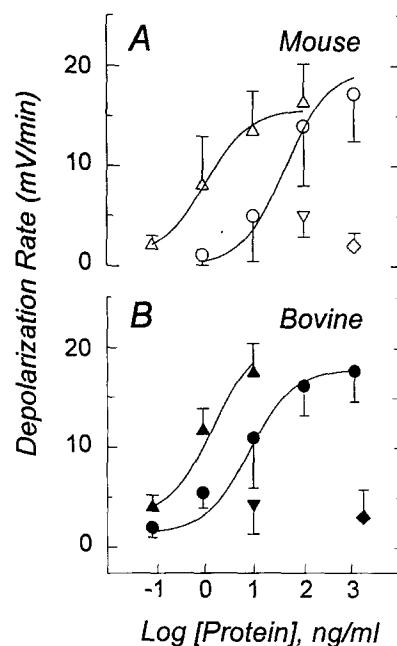 A Mouse
20
10
0
Depolarization Rate (mV/min)
B Bovine
20
10
0
-1 0 1 2 3
Log [Protein], ng/ml